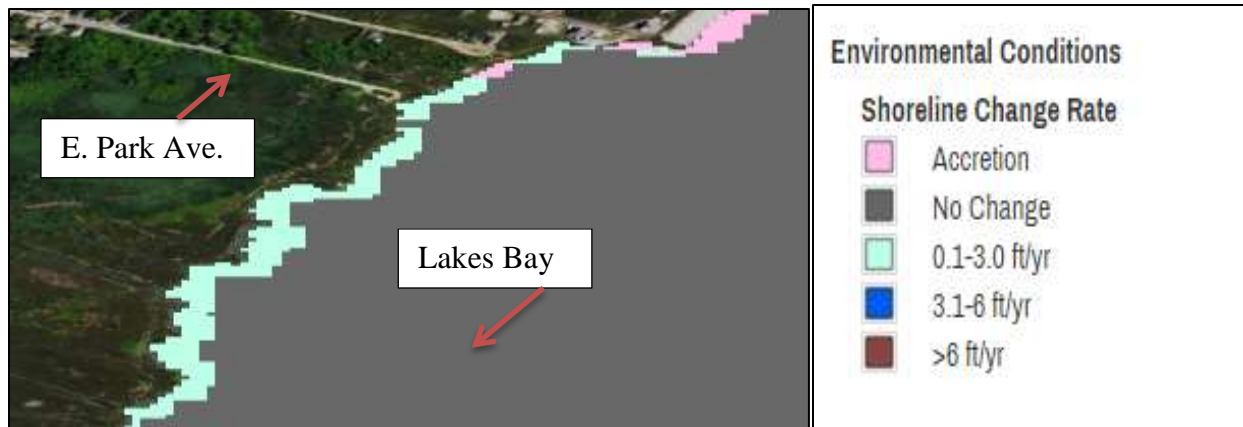 E. Park Ave.
Lakes Bay
Environmental Conditions
Shoreline Change Rate
Accretion
No Change
0.1-3.0 ft/yr
3.1-6 ft/yr
>6 ft/yr